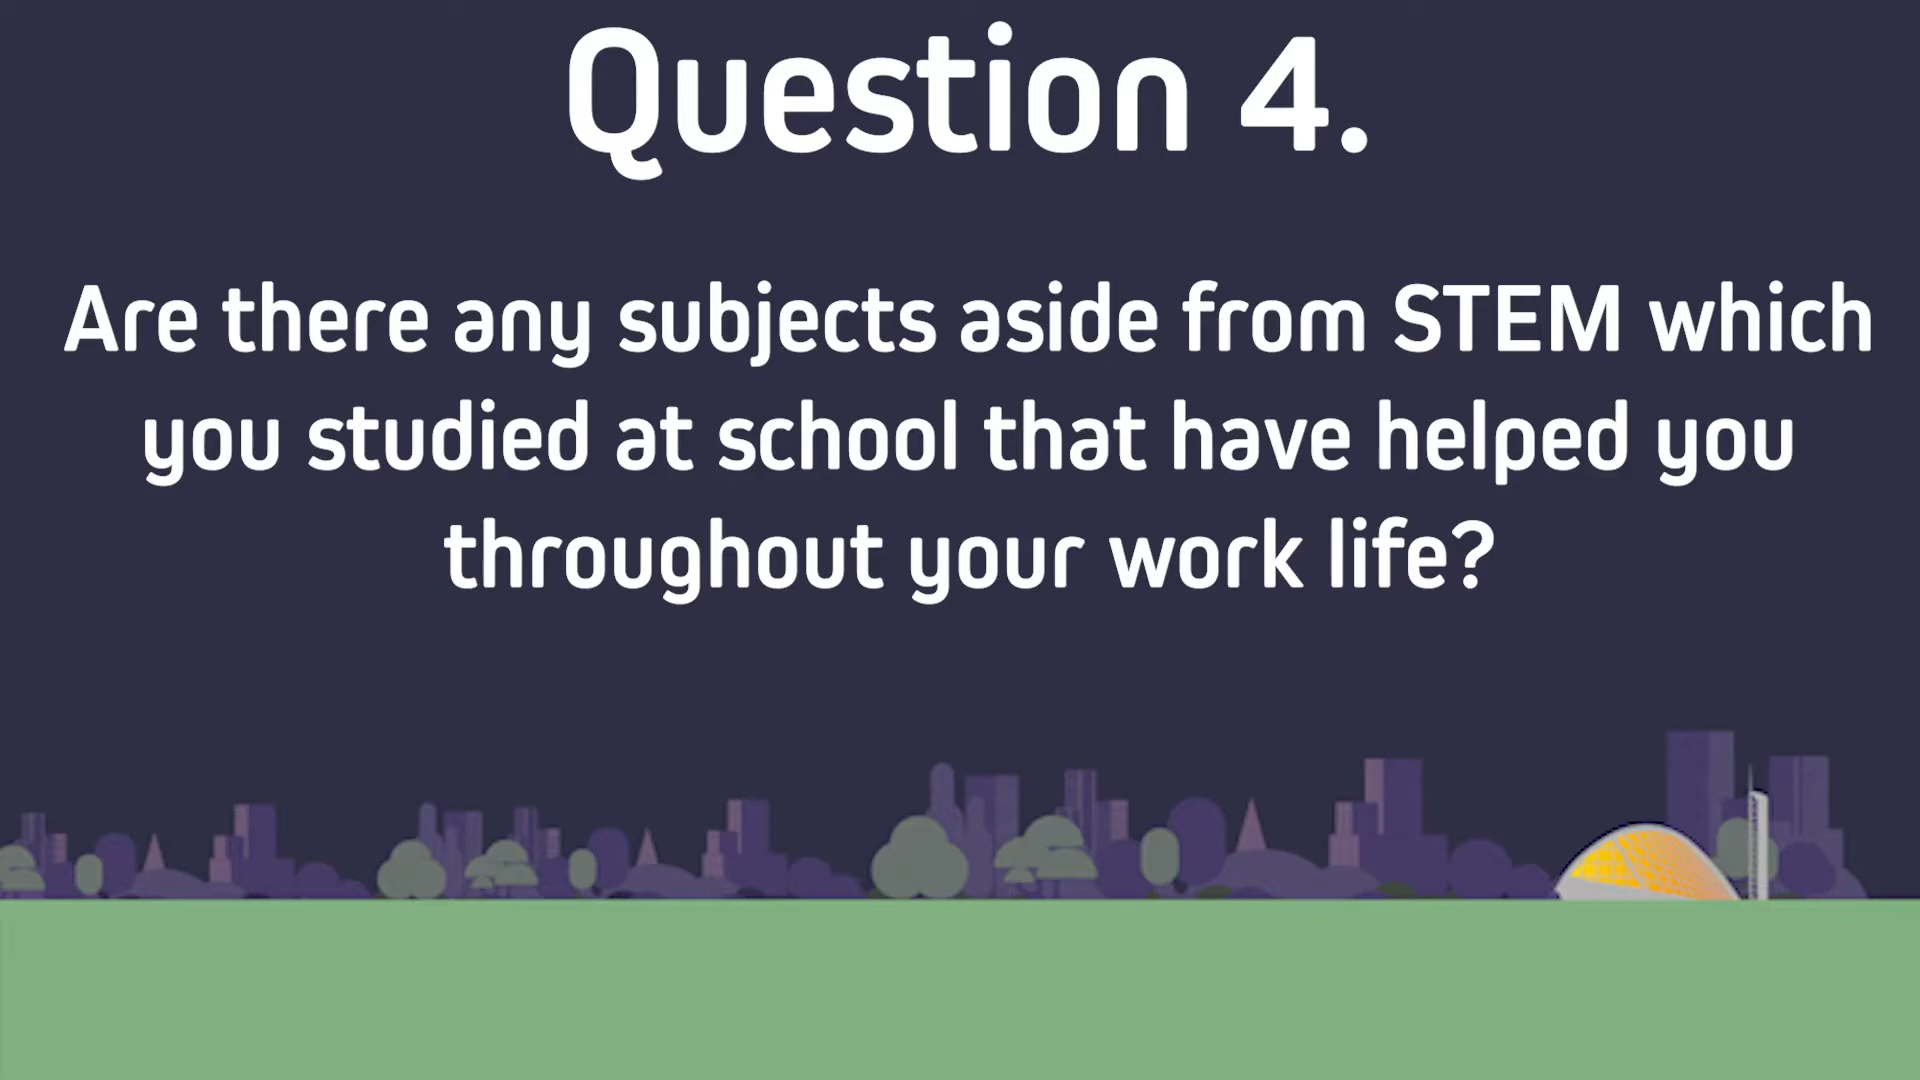 Question 4.
Are there any subjects aside from STEM which
you studied at school that have helped you
throughout your work life?